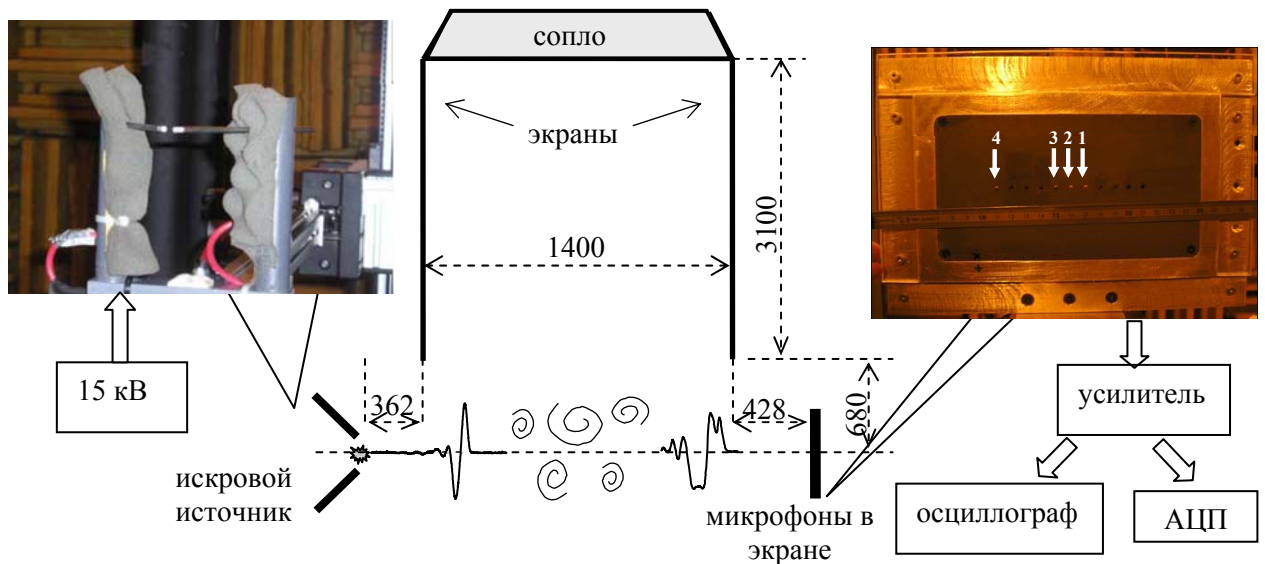 сопло
экраны
4 3 2 1
3100
1400
15 кВ
362
428
680
усилитель
искровой
источник
микрофоны в
экране
осциллограф
АЦП